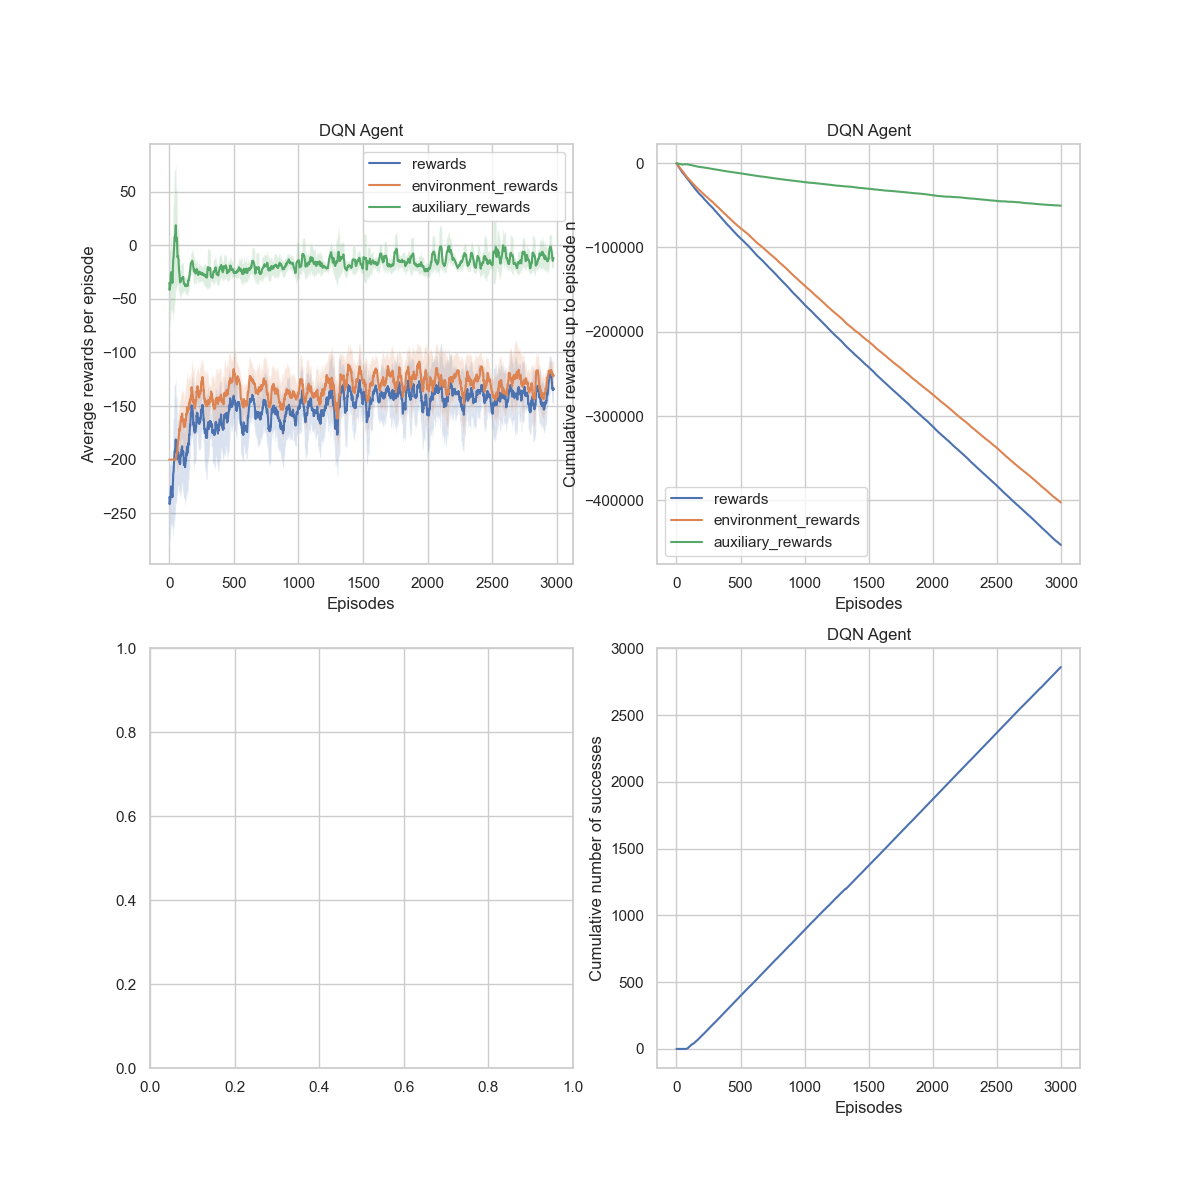 DQN Agent
Average rewards per episode
50
0
−50
−100
−150
−200
−250
rewards
environment_rewards
auxiliary_rewards
0 500 1000 1500 2000 2500 3000
Episodes
DQN Agent
Cumulative rewards up to episode n
0
−100000
−200000
−300000
−400000
rewards
environment_rewards
auxiliary_rewards
0 500 1000 1500 2000 2500 3000
Episodes
1.0
0.8
0.6
0.4
0.2
0.0
0.0 0.2 0.4 0.6 0.8 1.0
DQN Agent
Cumulative number of successes
3000
2500
2000
1500
1000
500
0
0 500 1000 1500 2000 2500 3000
Episodes